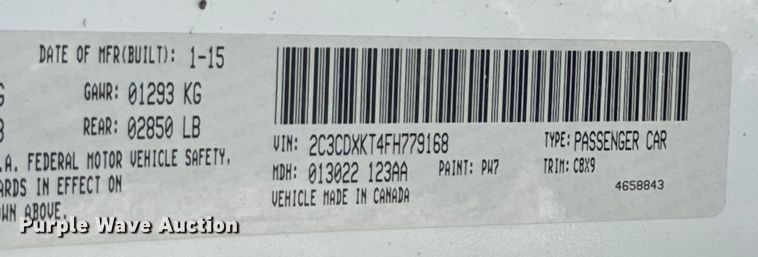 DATE OF MFR(BUILT): 1-15
GAWR: 01293 KG
REAR: 02850 LB
.A. FEDERAL MOTOR VEHICLE SAFETY,
ARDS IN EFFECT ON
WN ABOVE.
VIN: 2C3CDXKT4FH779168
TYPE: PASSENGER CAR
MDH: 013022 123AA
PAINT: PW7
TRIM: C8X9
VEHICLE MADE IN CANADA
4658843
Purple Wave Auction